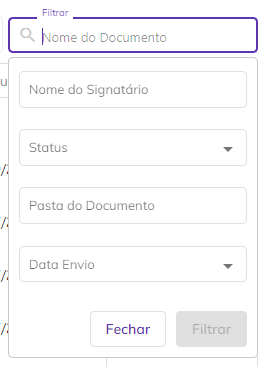 Filtrar
Nome do Documento
Nome do Signatário
Status
Pasta do Documento
Data Envio
Fechar
Filtrar